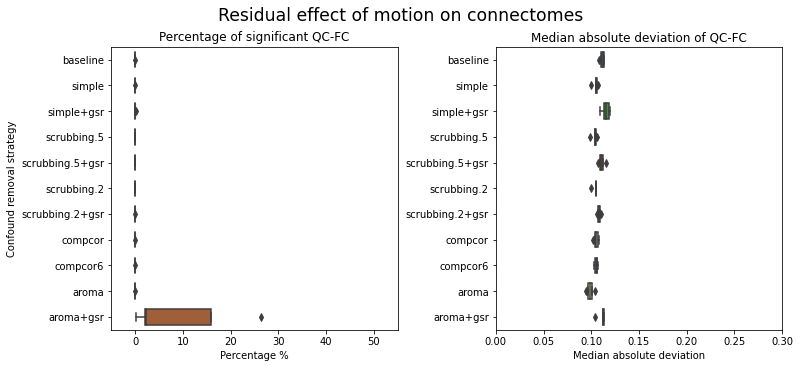 Residual effect of motion on connectomes
Percentage of significant QC-FC
Confound removal strategy
baseline
simple
simple+gsr
scrubbing.5
scrubbing.5+gsr
scrubbing.2
scrubbing.2+gsr
compcor
compcor6
aroma
aroma+gsr
0 10 20 30 40 50
Percentage %
Median absolute deviation of QC-FC
baseline
simple
simple+gsr
scrubbing.5
scrubbing.5+gsr
scrubbing.2
scrubbing.2+gsr
compcor
compcor6
aroma
aroma+gsr
0.00 0.05 0.10 0.15 0.20 0.25 0.30
Median absolute deviation